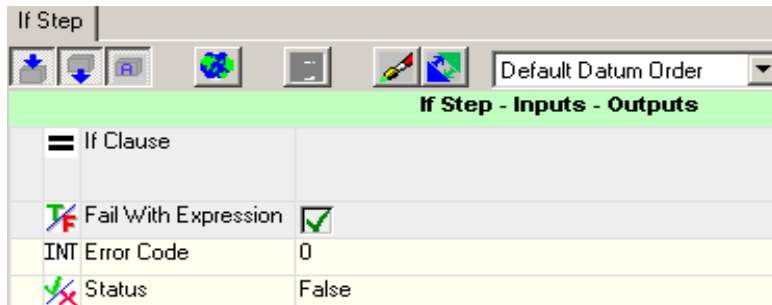 If Step
A
Default Datum Order
If Step - Inputs - Outputs
If Clause
T/F Fail With Expression
INT Error Code 0
Status False